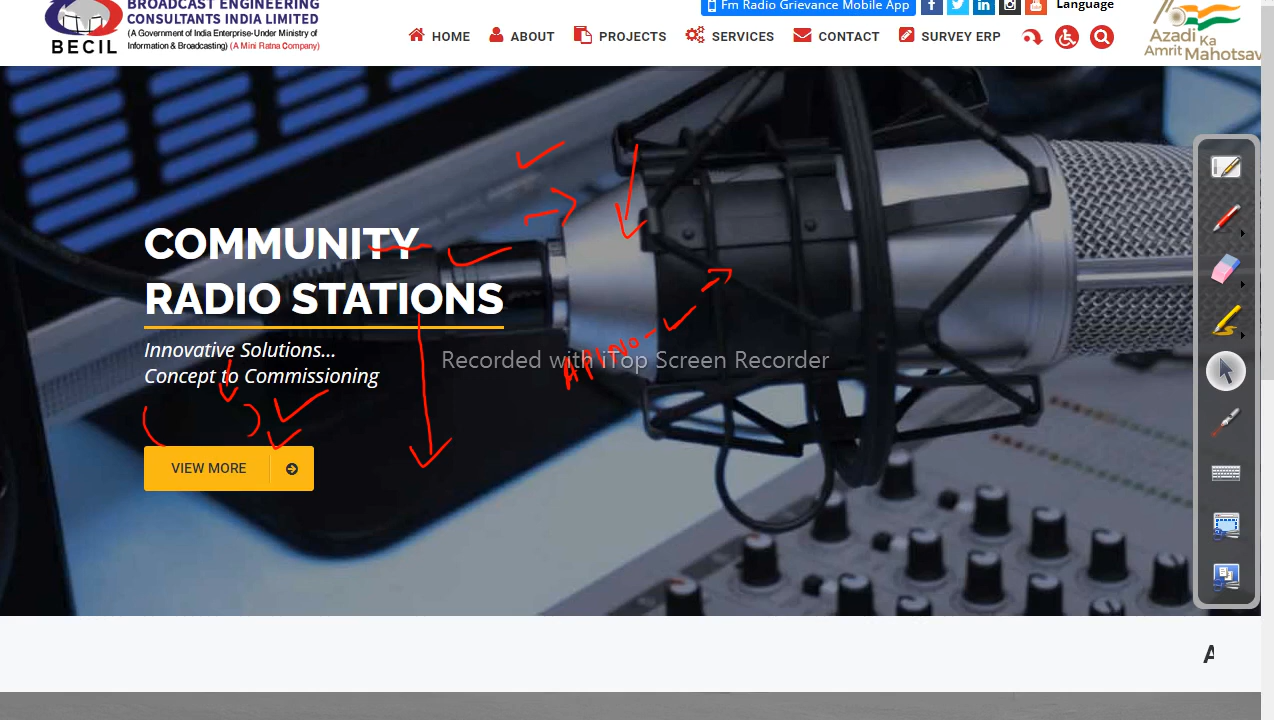 BROADCAST ENGINEERING
CONSULTANTS INDIA LIMITED
(A Government of India Enterprise-Under Ministry of
Information & Broadcasting) (A Mini Ratna Company)
BECIL
Fm Radio Grievance Mobile App
Language
HOME
ABOUT
PROJECTS
SERVICES
CONTACT
SURVEY ERP
Azadi Ka
Amrit Mahotsav
COMMUNITY
RADIO STATIONS
Innovative Solutions...
Concept to Commissioning
Recorded with iTop Screen Recorder
VIEW MORE
A